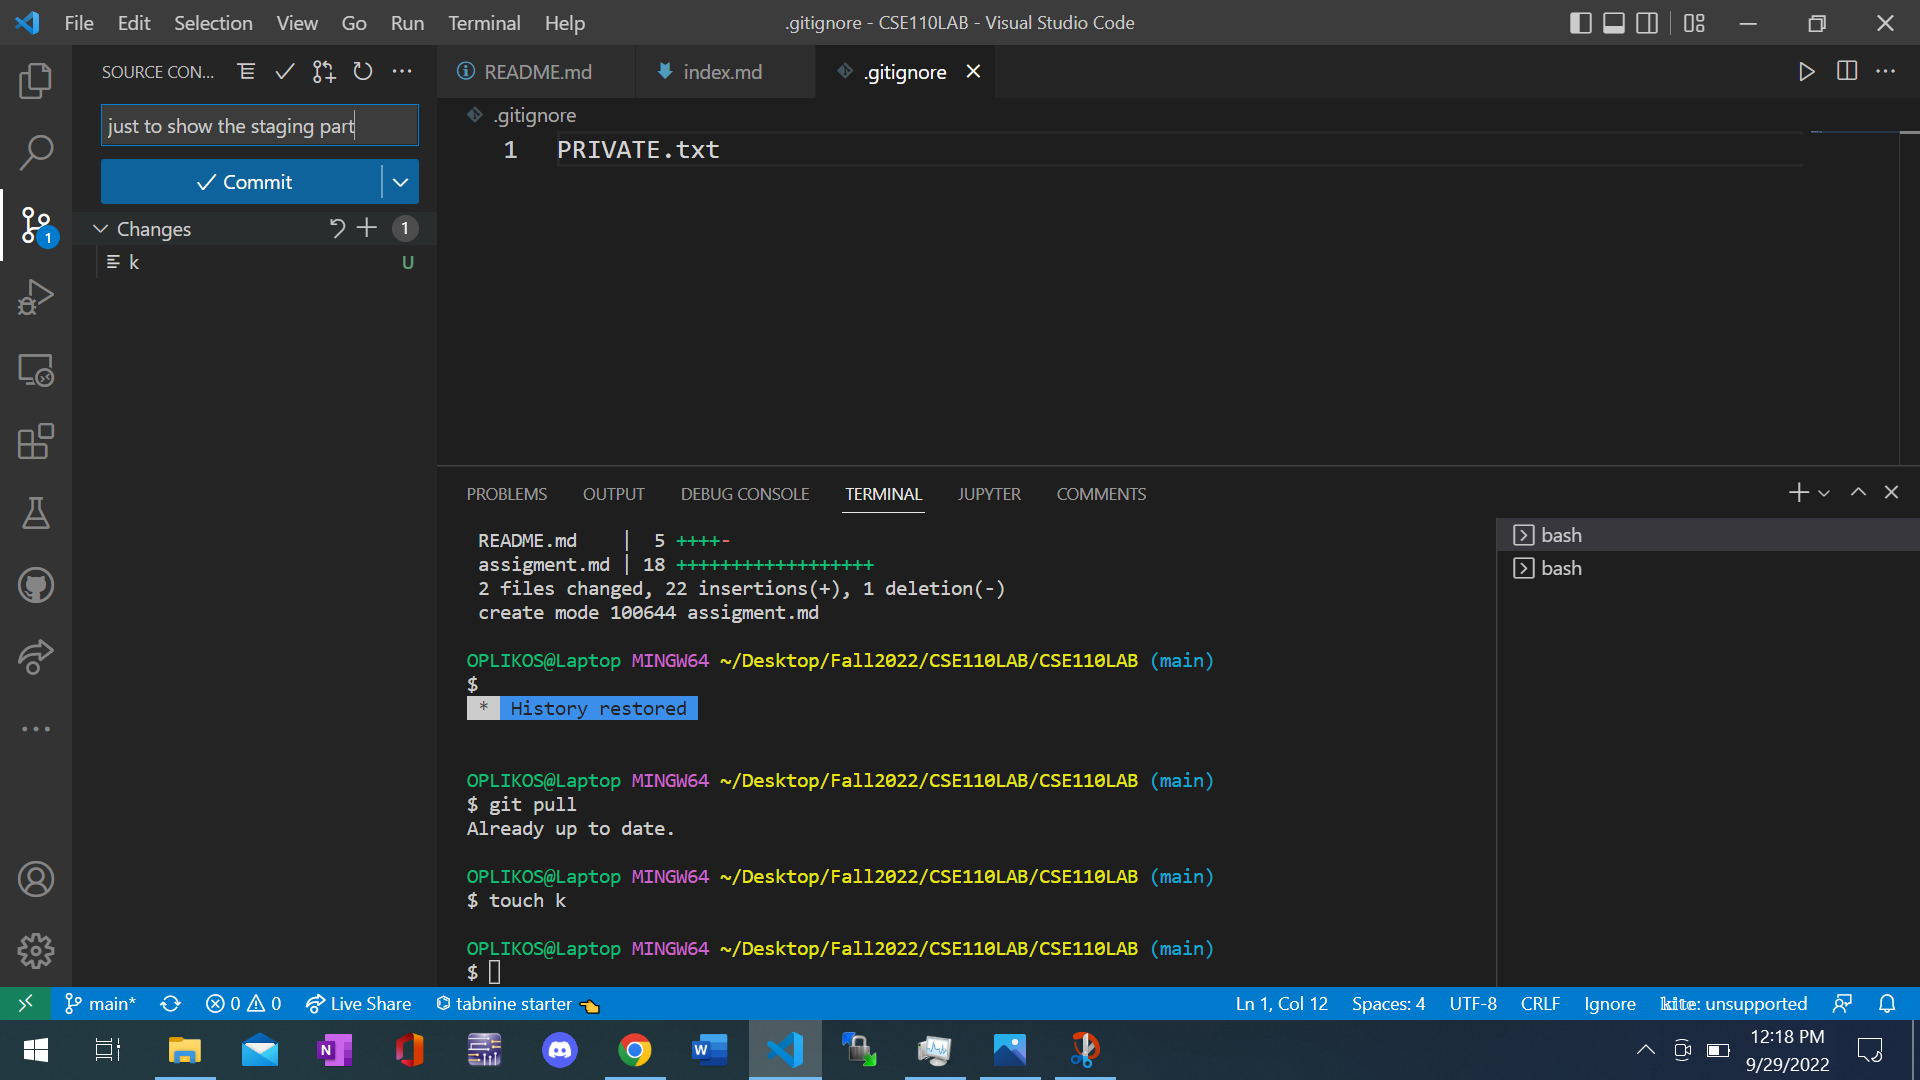 File Edit Selection View Go Run Terminal Help
.gitignore - CSE110LAB - Visual Studio Code
SOURCE CON...
README.md
index.md
.gitignore
just to show the staging part
.gitignore
1 PRIVATE.txt
Commit
Changes 1
k U
1
PROBLEMS OUTPUT DEBUG CONSOLE TERMINAL JUPYTER COMMENTS
README.md | 5 ++++-
assigment.md | 18 ++++++++++++++++++
2 files changed, 22 insertions(+), 1 deletion(-)
create mode 100644 assigment.md
OPLIKOS@Laptop MINGW64 ~/Desktop/Fall2022/CSE110LAB/CSE110LAB (main)
$
* History restored
OPLIKOS@Laptop MINGW64 ~/Desktop/Fall2022/CSE110LAB/CSE110LAB (main)
$ git pull
Already up to date.
OPLIKOS@Laptop MINGW64 ~/Desktop/Fall2022/CSE110LAB/CSE110LAB (main)
$ touch k
OPLIKOS@Laptop MINGW64 ~/Desktop/Fall2022/CSE110LAB/CSE110LAB (main)
$
bash
bash
main* 0 0 Live Share tabnine starter Ln 1, Col 12 Spaces: 4 UTF-8 CRLF Ignore kite: unsupported
12:18 PM
9/29/2022